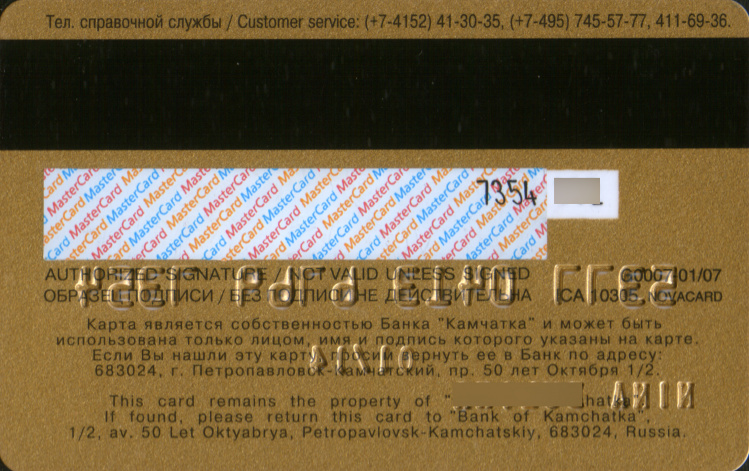 Тел. справочной службы / Customer service: (+7-4152) 41-30-35, (+7-495) 745-57-77, 411-69-36.
MasterCard MasterCard MasterCard
7354
AUTHORIZED SIGNATURE / NOT VALID UNLESS SIGNED 60007/01/07
ОБРАЗЕЦ ПОДПИСИ / БЕЗ ПОДПИСИ НЕ ДЕЙСТВИТЕЛЬНА ICA 10305, NOVACARD
Карта является собственностью Банка "Камчатка" и может быть
использована только лицом, имя и подпись которого указаны на карте.
Если Вы нашли эту карту, просим вернуть ее в Банк по адресу:
683024, г. Петропавловск-Камчатский, пр. 50 лет Октября 1/2.
This card remains the property of "
If found, please return this card to "Bank of Kamchatka",
1/2, av. 50 Let Oktyabrya, Petropavlovsk-Kamchatskiy, 683024, Russia.